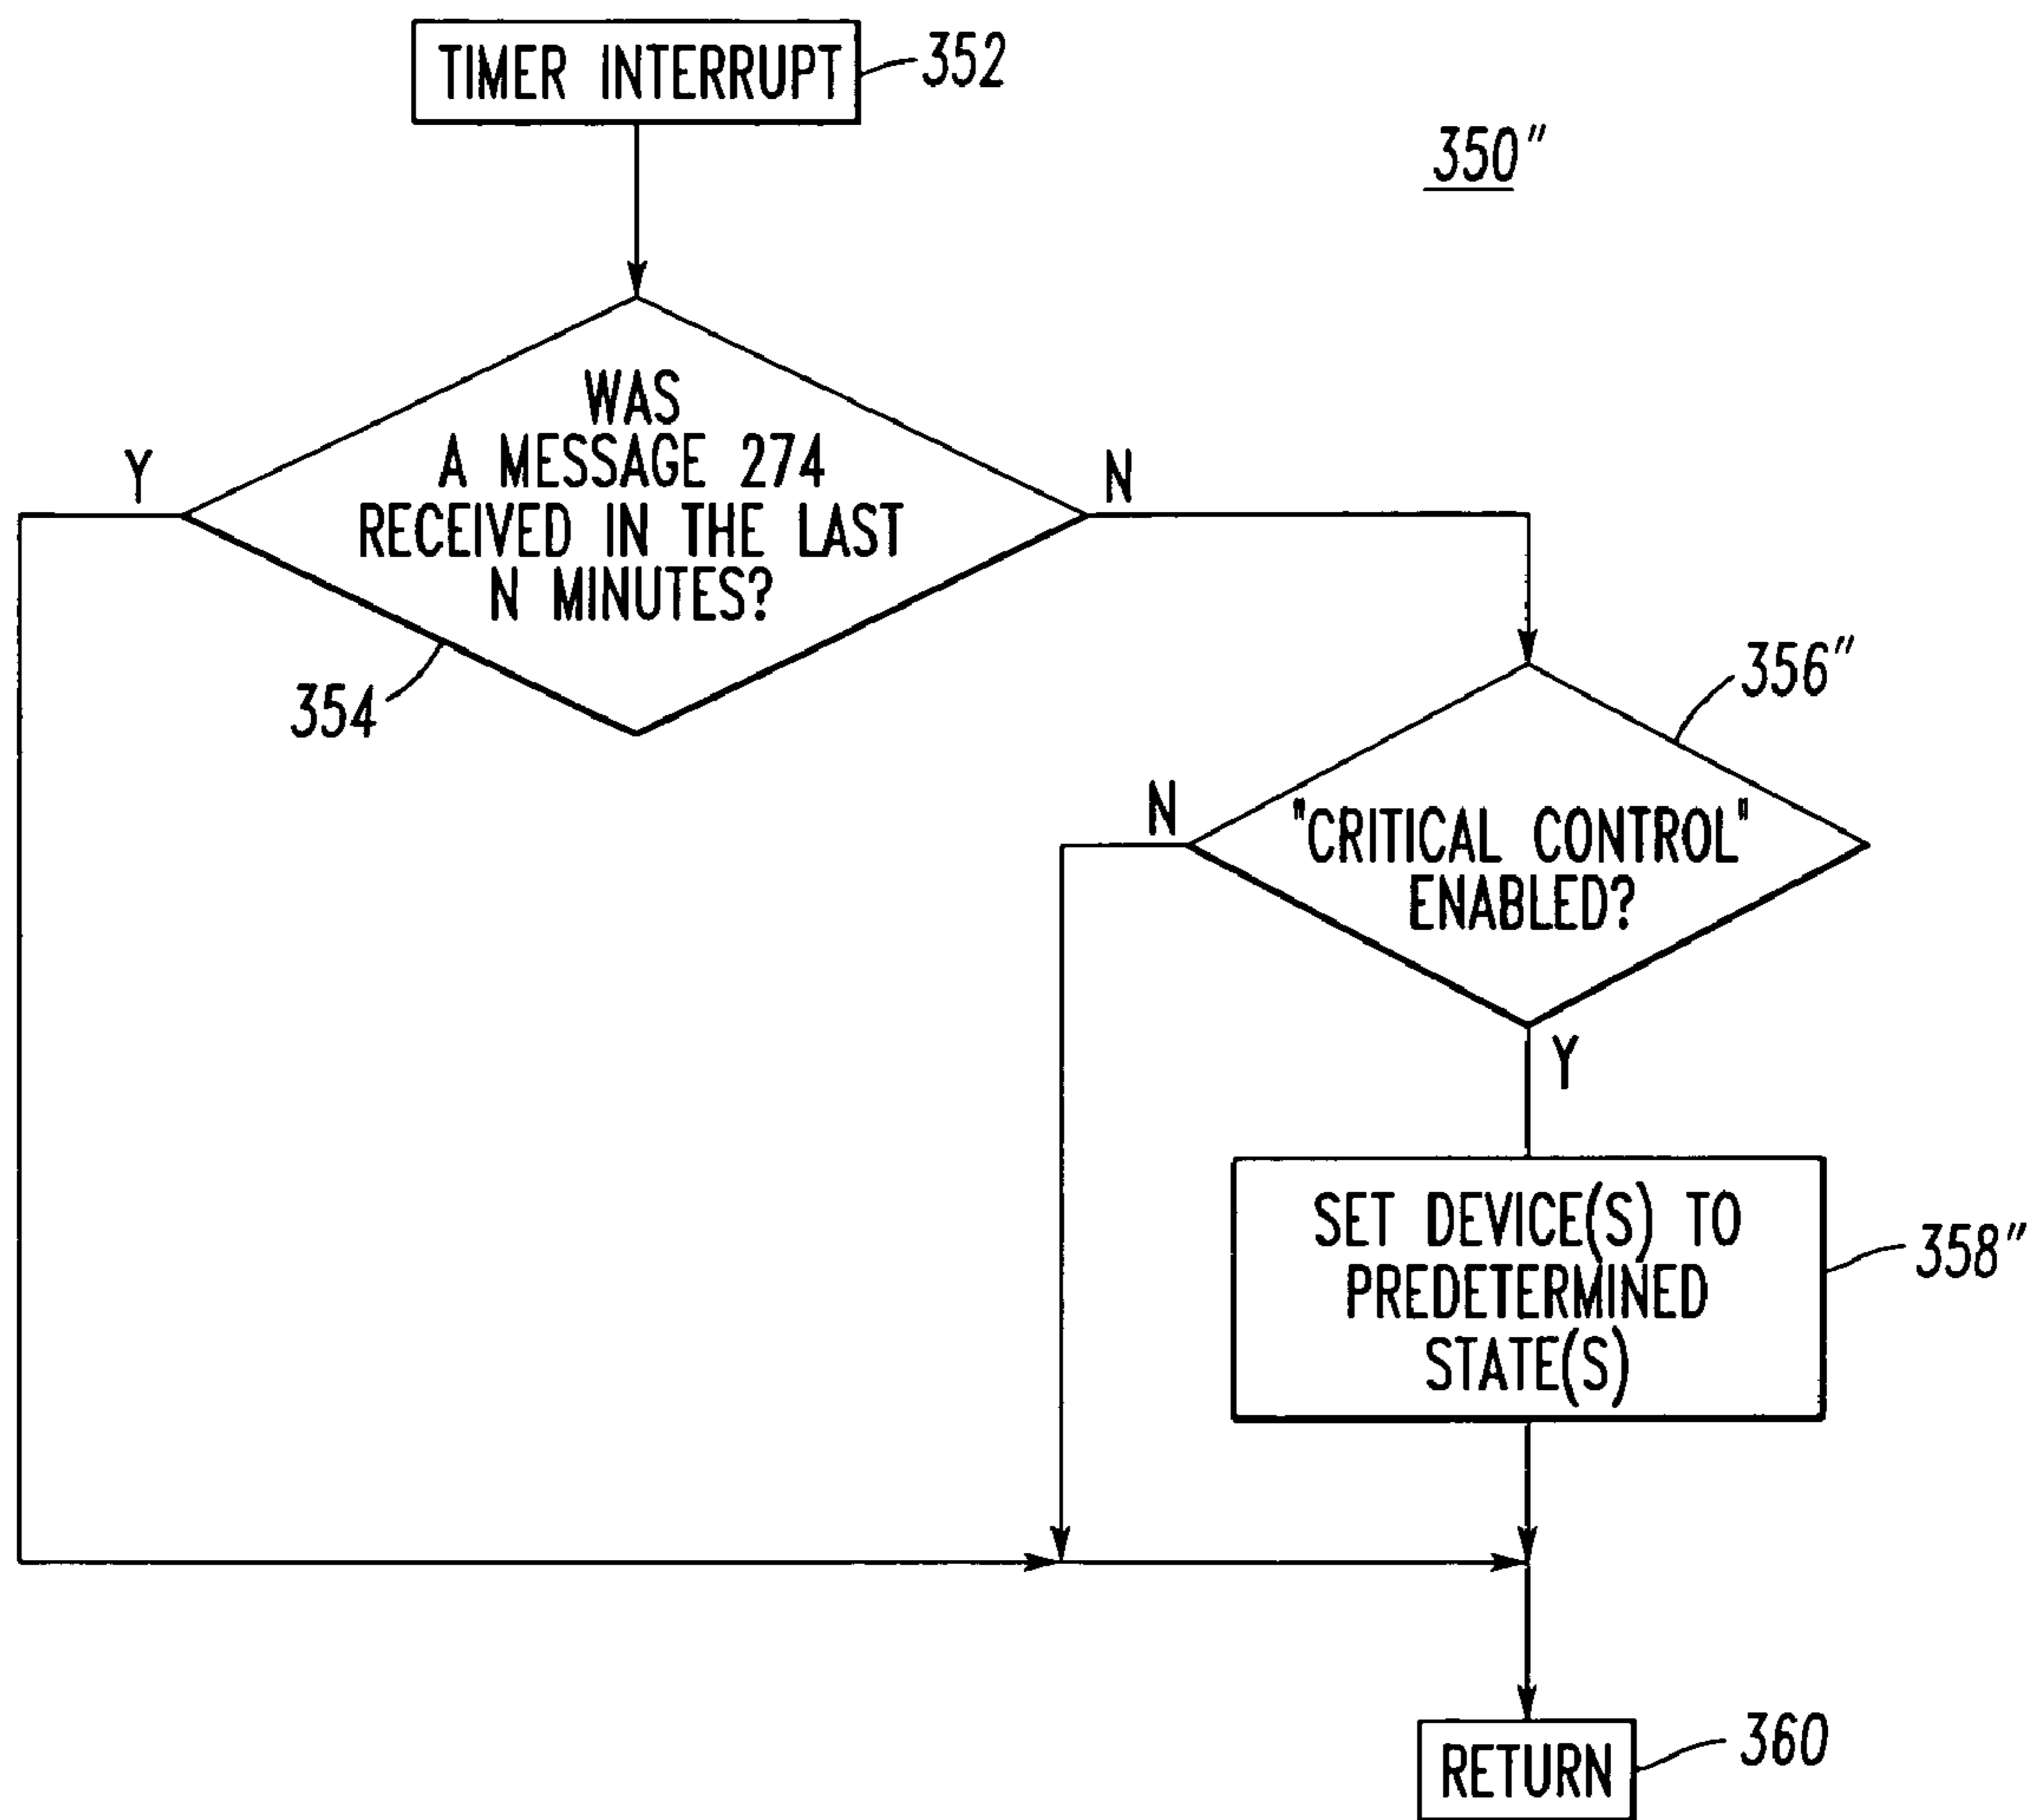 TIMER INTERRUPT
352
350"
WAS
A MESSAGE 274
RECEIVED IN THE LAST
N MINUTES?
Y
N
354
356"
"CRITICAL CONTROL"
ENABLED?
N
Y
SET DEVICE(S) TO
PREDETERMINED
STATE(S)
358"
RETURN
360